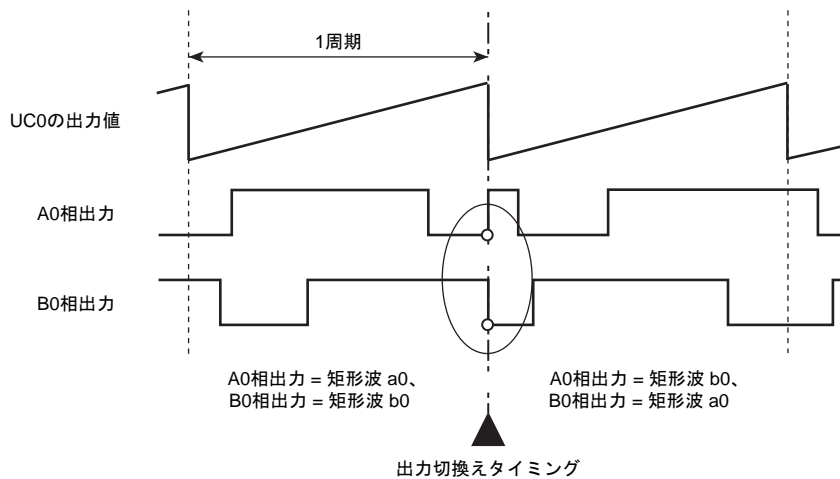 1周期
UC0の出力値
A0相出力
B0相出力
A0相出力 = 矩形波 a0、
B0相出力 = 矩形波 b0
A0相出力 = 矩形波 b0、
B0相出力 = 矩形波 a0
出力切換えタイミング